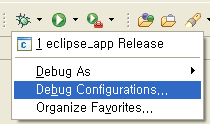 1 eclipse_app Release
Debug As
Debug Configurations...
Organize Favorites...